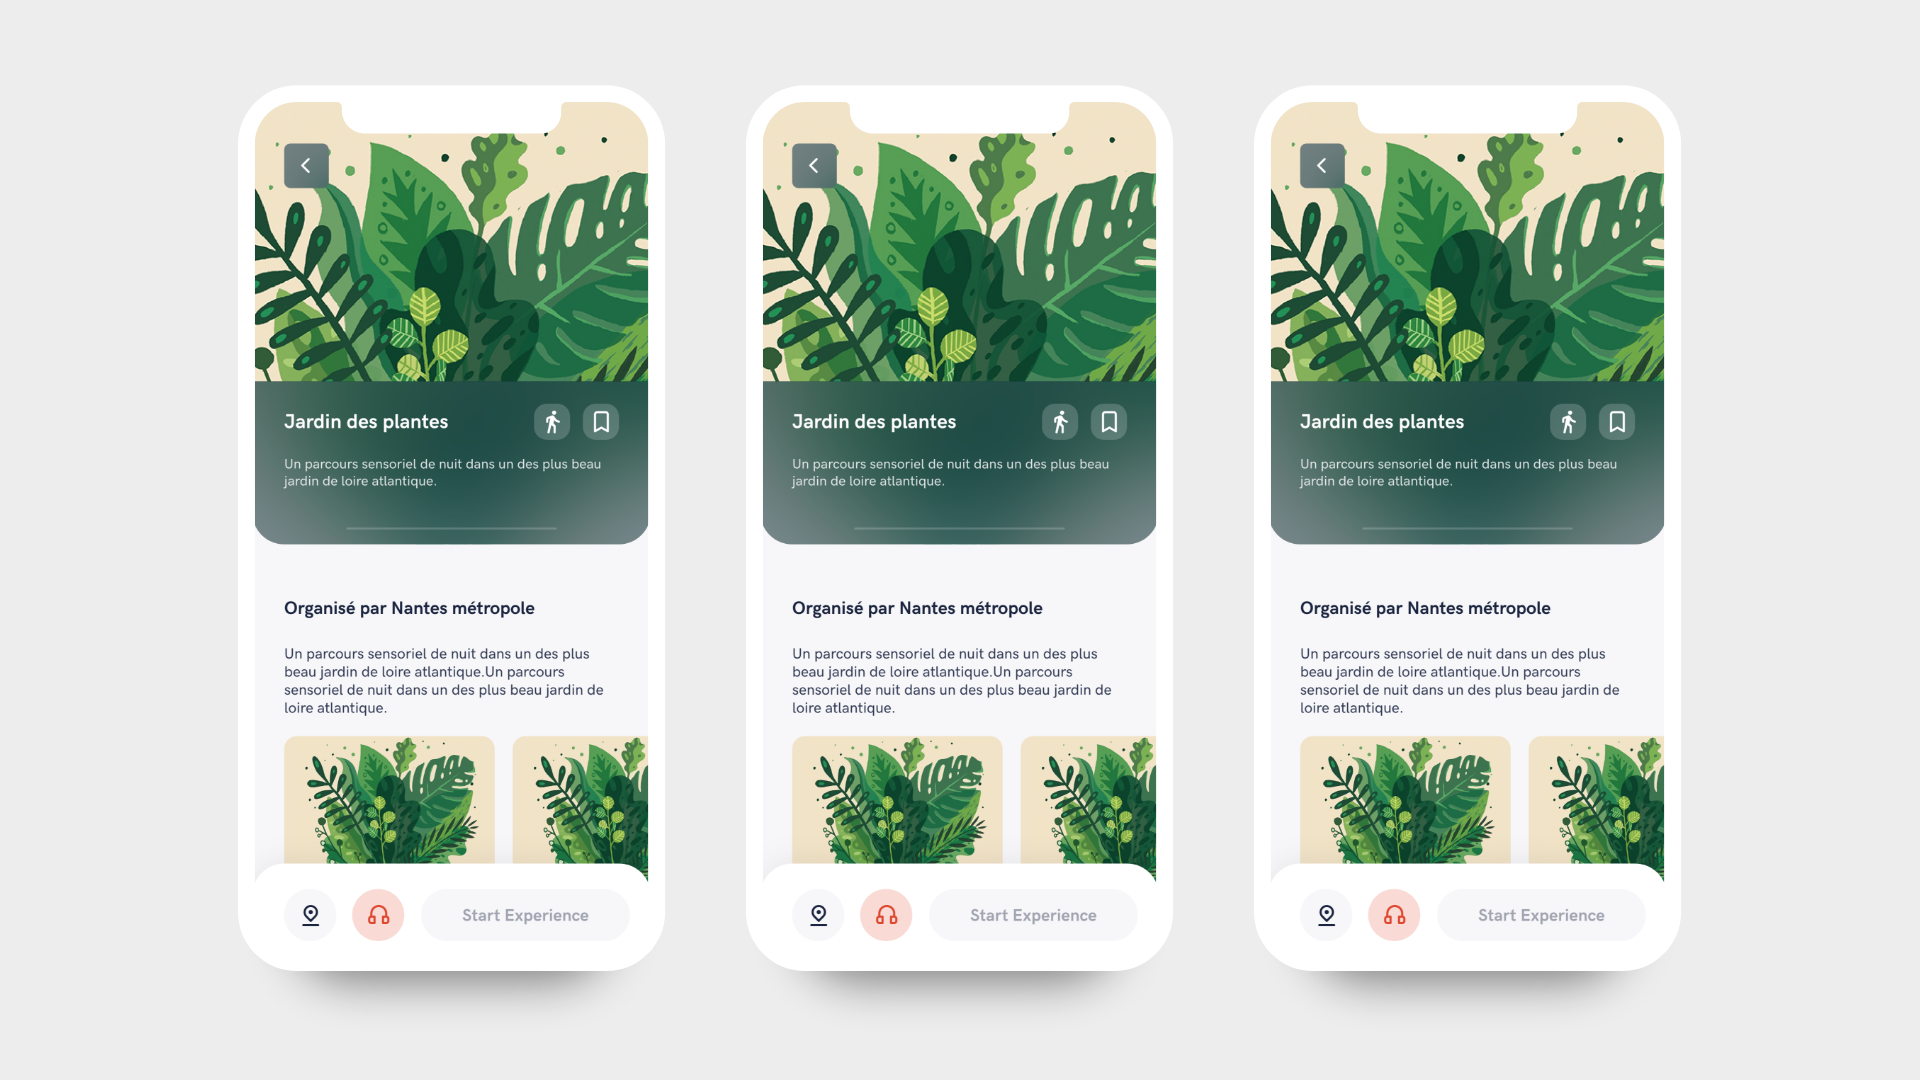 Jardin des plantes
Un parcours sensoriel de nuit dans un des plus beau
jardin de loire atlantique.
Organisé par Nantes métropole
Un parcours sensoriel de nuit dans un des plus
beau jardin de loire atlantique.Un parcours
sensoriel de nuit dans un des plus beau jardin de
loire atlantique.
Start Experience
Jardin des plantes
Un parcours sensoriel de nuit dans un des plus beau
jardin de loire atlantique.
Organisé par Nantes métropole
Un parcours sensoriel de nuit dans un des plus
beau jardin de loire atlantique.Un parcours
sensoriel de nuit dans un des plus beau jardin de
loire atlantique.
Start Experience
Jardin des plantes
Un parcours sensoriel de nuit dans un des plus beau
jardin de loire atlantique.
Organisé par Nantes métropole
Un parcours sensoriel de nuit dans un des plus
beau jardin de loire atlantique.Un parcours
sensoriel de nuit dans un des plus beau jardin de
loire atlantique.
Start Experience